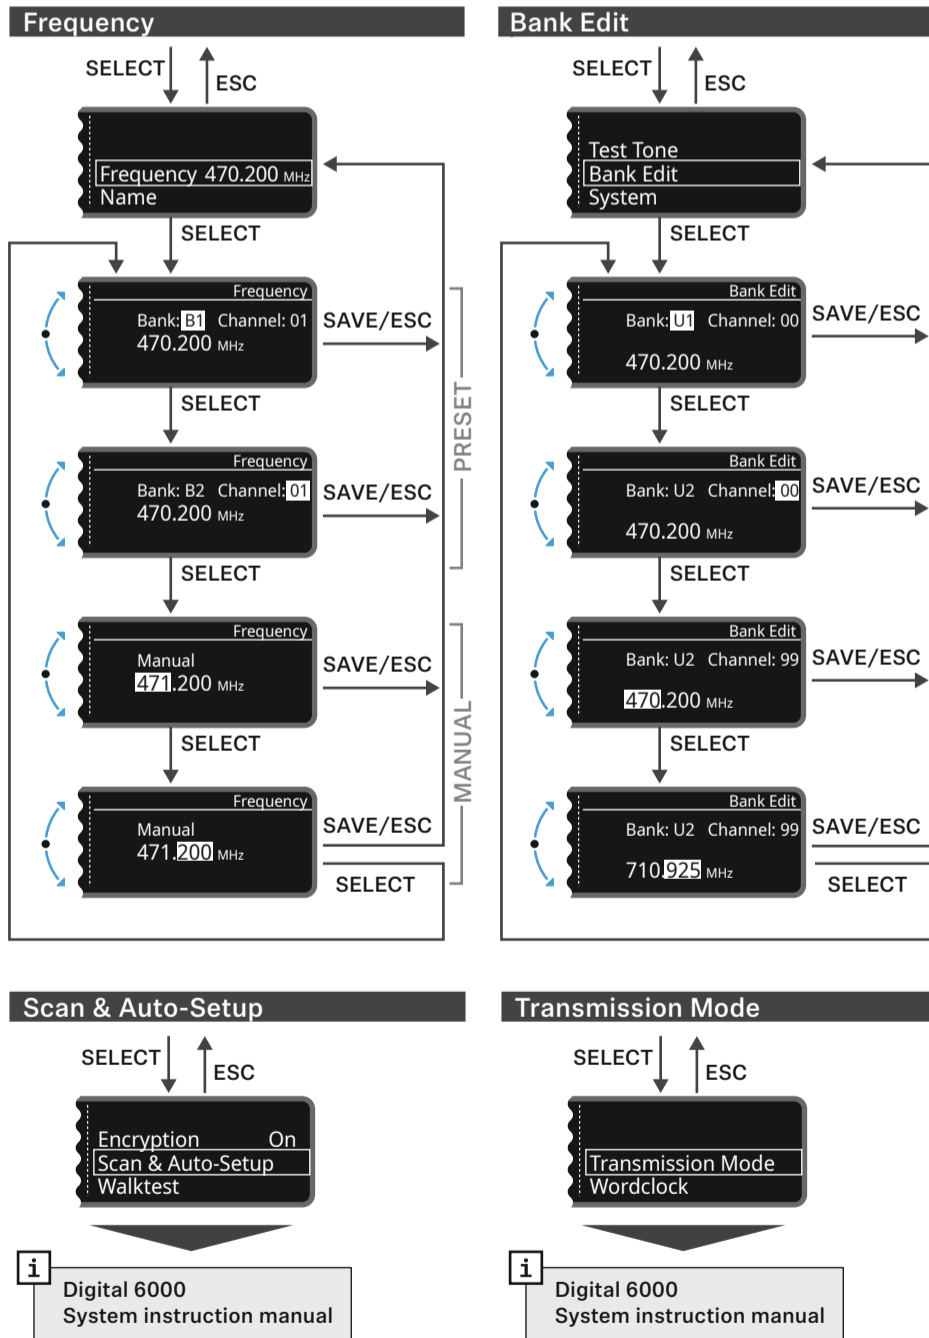 Frequency
SELECT
ESC
Frequency 470.200 MHz
Name
SELECT
Frequency
Bank: B1 Channel: 01
470.200 MHz
SAVE/ESC
SELECT
Frequency
Bank: B2 Channel: 01
470.200 MHz
SAVE/ESC
PRESET
SELECT
Frequency
Manual
471.200 MHz
SAVE/ESC
SELECT
Frequency
Manual
471.200 MHz
SAVE/ESC
SELECT
MANUAL
Bank Edit
SELECT
ESC
Test Tone
Bank Edit
System
SELECT
Bank Edit
Bank: U1 Channel: 00
470.200 MHz
SAVE/ESC
SELECT
Bank Edit
Bank: U2 Channel: 00
470.200 MHz
SAVE/ESC
SELECT
Bank Edit
Bank: U2 Channel: 99
470.200 MHz
SAVE/ESC
SELECT
Bank Edit
Bank: U2 Channel: 99
710.925 MHz
SAVE/ESC
SELECT
Scan & Auto-Setup
SELECT
ESC
Encryption On
Scan & Auto-Setup
Walktest
i
Digital 6000
System instruction manual
Transmission Mode
SELECT
ESC
Transmission Mode
Wordclock
i
Digital 6000
System instruction manual